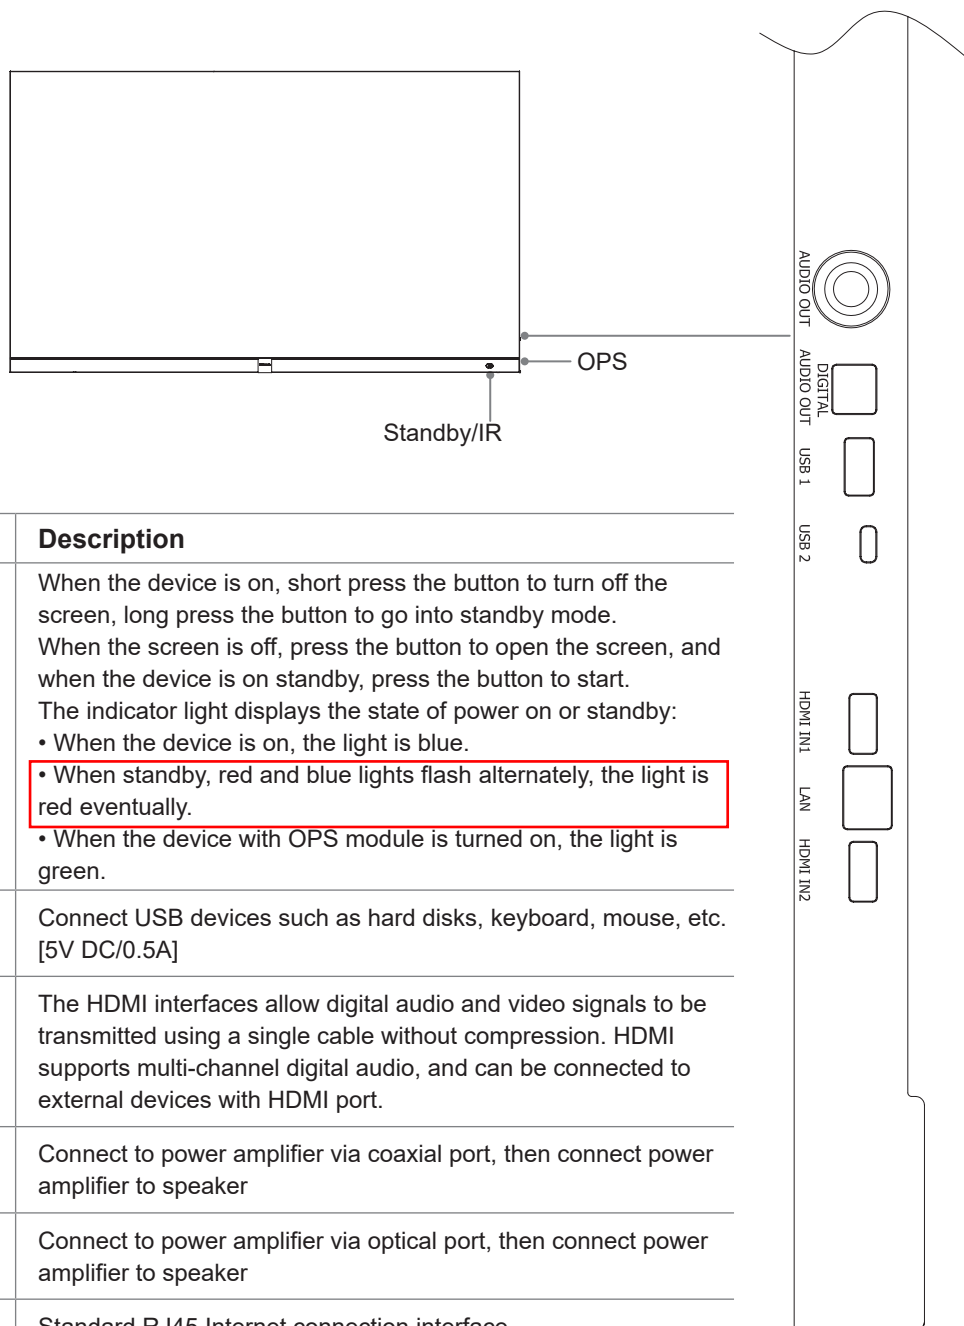 OPS
Standby/IR
AUDIO OUT
DIGITAL
AUDIO OUT
USB 1
USB 2
HDMI IN1
LAN
HDMI IN2
Description
When the device is on, short press the button to turn off the
screen, long press the button to go into standby mode.
When the screen is off, press the button to open the screen, and
when the device is on standby, press the button to start.
The indicator light displays the state of power on or standby:
• When the device is on, the light is blue.
• When standby, red and blue lights flash alternately, the light is
red eventually.
• When the device with OPS module is turned on, the light is
green.
Connect USB devices such as hard disks, keyboard, mouse, etc.
[5V DC/0.5A]
The HDMI interfaces allow digital audio and video signals to be
transmitted using a single cable without compression. HDMI
supports multi-channel digital audio, and can be connected to
external devices with HDMI port.
Connect to power amplifier via coaxial port, then connect power
amplifier to speaker
Connect to power amplifier via optical port, then connect power
amplifier to speaker
Standard RJ45 Internet connection interface